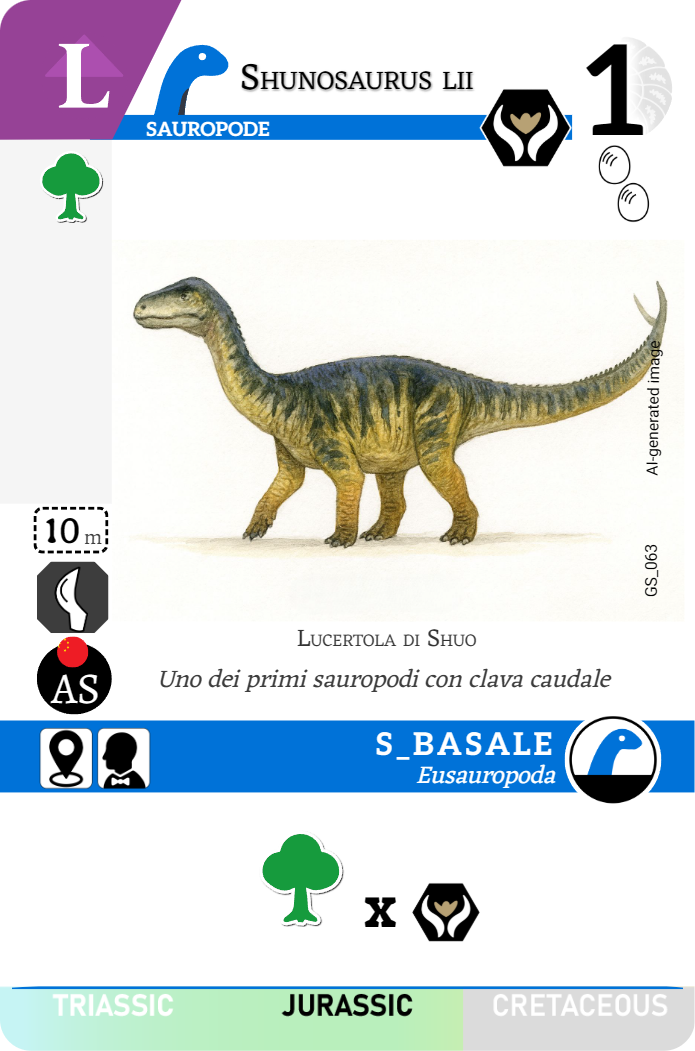 L
Shunosaurus lii
1
SAUROPODE
AI-generated image
10 m
GS_063
AS
Lucertola di Shuo
Uno dei primi sauropodi con clava caudale
S_BASALE
Eusauropoda
x
TRIASSIC JURASSIC CRETACEOUS